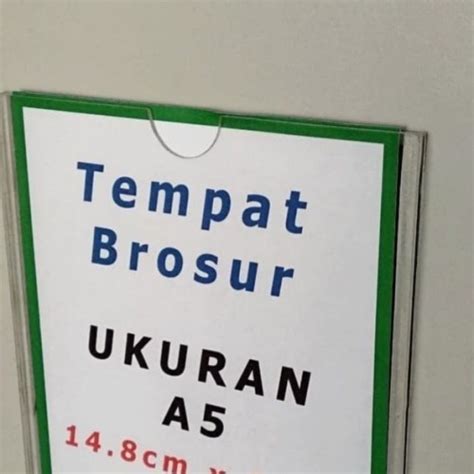 Tempat
Brosur
UKURAN
A5
14.8cm x